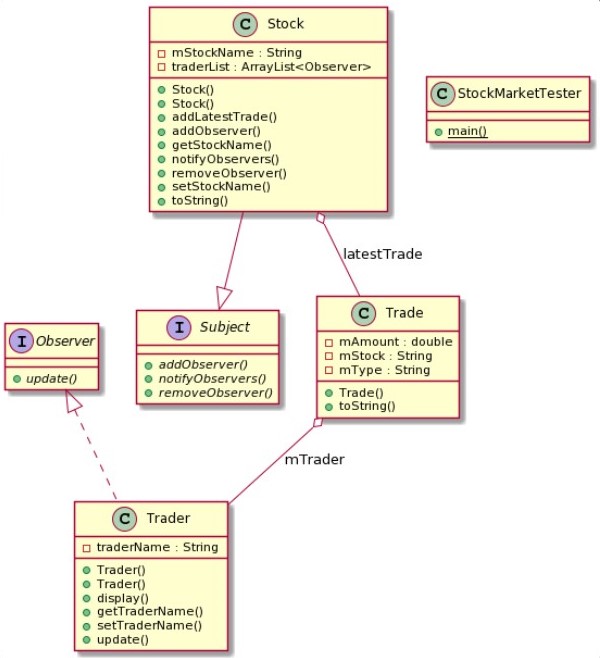 C Stock
mStockName : String
traderList : ArrayList<Observer>
Stock()
Stock()
addLatestTrade()
addObserver()
getStockName()
notifyObservers()
removeObserver()
setStockName()
toString()
C StockMarketTester
main()
latestTrade
I Observer
update()
I Subject
addObserver()
notifyObservers()
removeObserver()
C Trade
mAmount : double
mStock : String
mType : String
Trade()
toString()
mTrader
C Trader
traderName : String
Trader()
Trader()
display()
getTraderName()
setTraderName()
update()